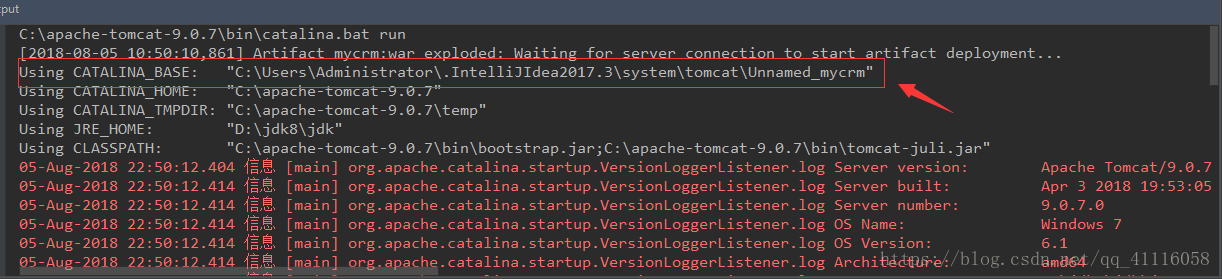 put
C:\apache-tomcat-9.0.7\bin\catalina.bat run
[2018-08-05 10:50:10,861] Artifact mycrm:war exploded: Waiting for server connection to start artifact deployment...
Using CATALINA_BASE:   "C:\Users\Administrator\.IntelliJIdea2017.3\system\tomcat\Unnamed_mycrm"
Using CATALINA_HOME:   "C:\apache-tomcat-9.0.7"
Using CATALINA_TMPDIR: "C:\apache-tomcat-9.0.7\temp"
Using JRE_HOME:        "D:\jdk8\jdk"
Using CLASSPATH:       "C:\apache-tomcat-9.0.7\bin\bootstrap.jar;C:\apache-tomcat-9.0.7\bin\tomcat-juli.jar"
05-Aug-2018 22:50:12.404 信息 [main] org.apache.catalina.startup.VersionLoggerListener.log Server version:        Apache Tomcat/9.0.7
05-Aug-2018 22:50:12.414 信息 [main] org.apache.catalina.startup.VersionLoggerListener.log Server built:          Apr 3 2018 19:53:05
05-Aug-2018 22:50:12.414 信息 [main] org.apache.catalina.startup.VersionLoggerListener.log Server number:         9.0.7.0
05-Aug-2018 22:50:12.414 信息 [main] org.apache.catalina.startup.VersionLoggerListener.log OS Name:               Windows 7
05-Aug-2018 22:50:12.414 信息 [main] org.apache.catalina.startup.VersionLoggerListener.log OS Version:            6.1
05-Aug-2018 22:50:12.414 信息 [main] org.apache.catalina.startup.VersionLoggerListener.log Architecture:          amd64
https://blog.csdn.net/qq_41116058